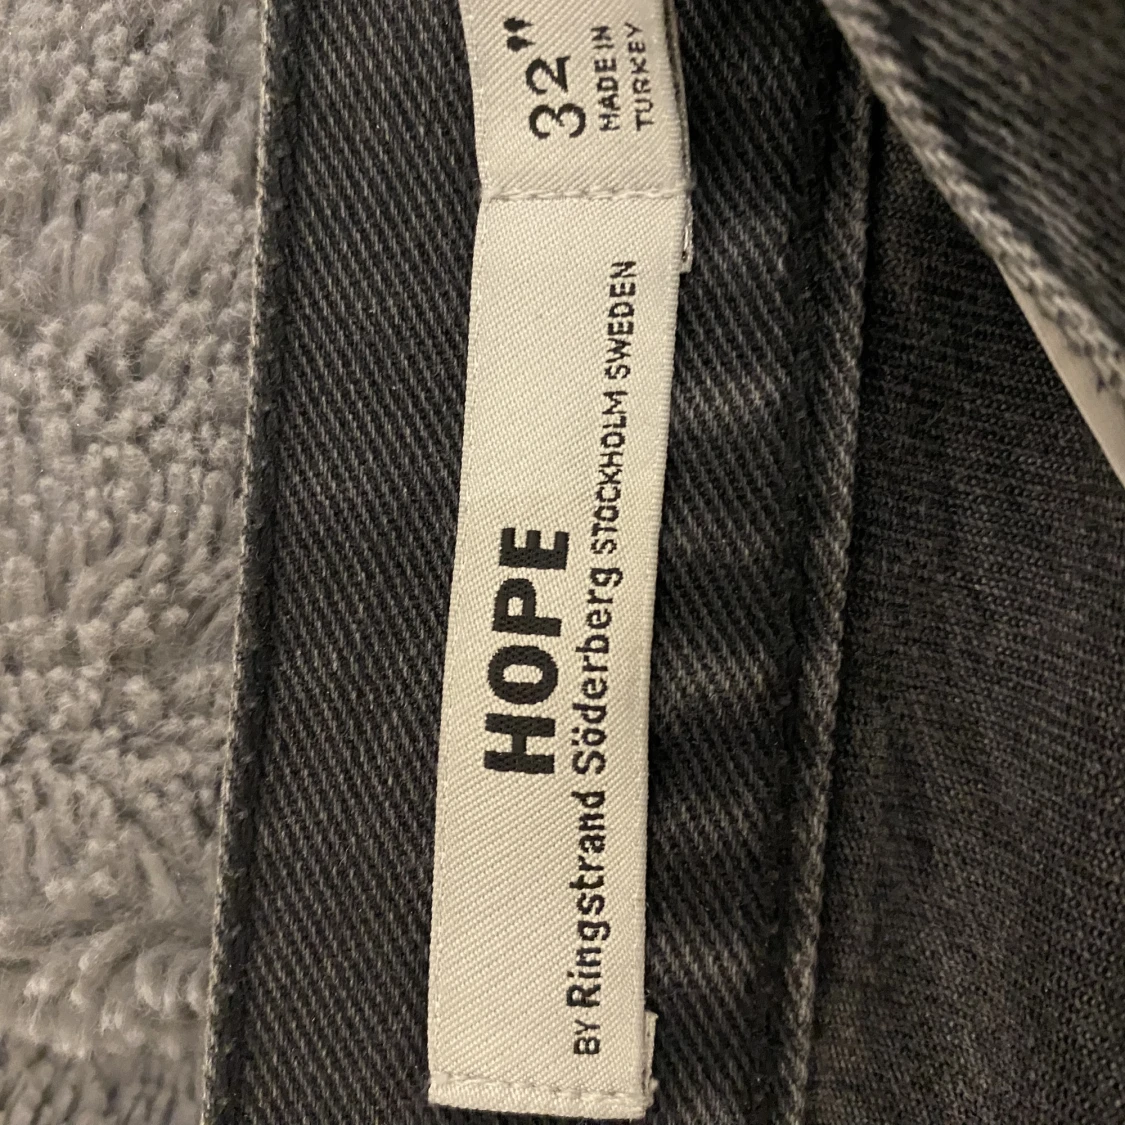 HOPE
BY Ringstrand Söderberg STOCKHOLM SWEDEN
32"
MADE IN
TURKEY